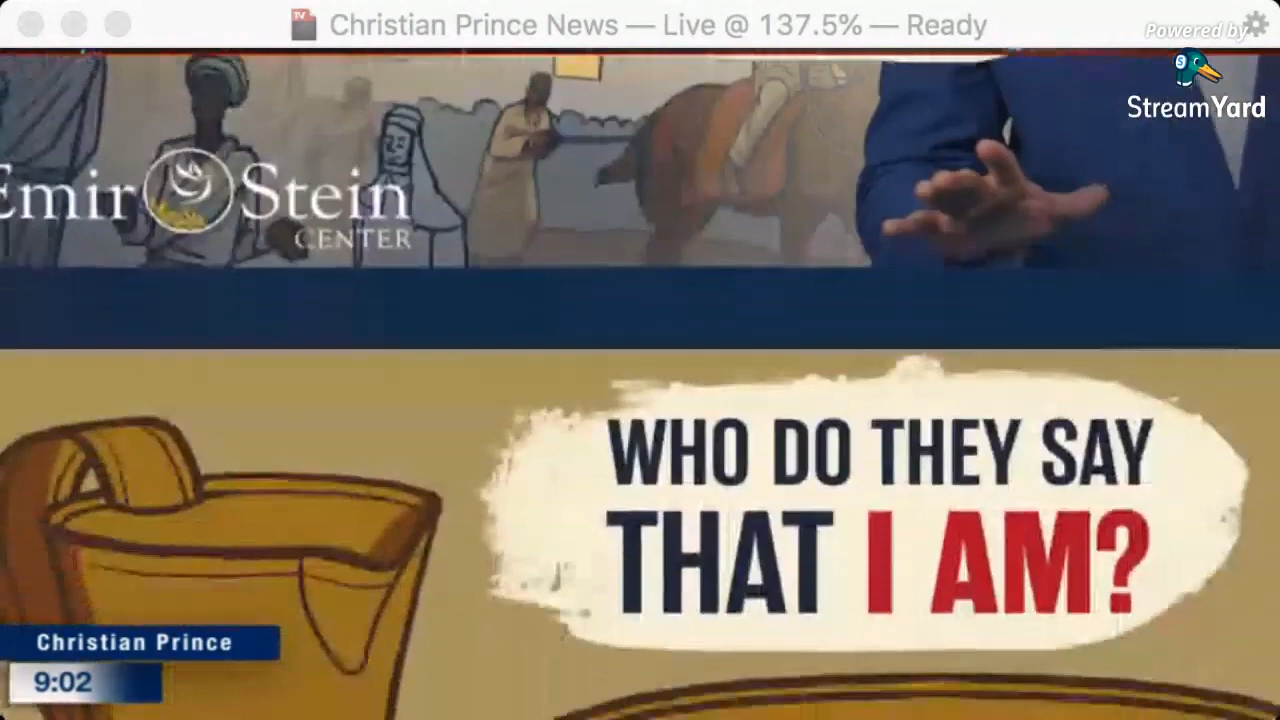 Christian Prince News — Live @ 137.5% — Ready
Powered by
StreamYard
Emir Stein
CENTER
WHO DO THEY SAY
THAT I AM?
Christian Prince
9:02